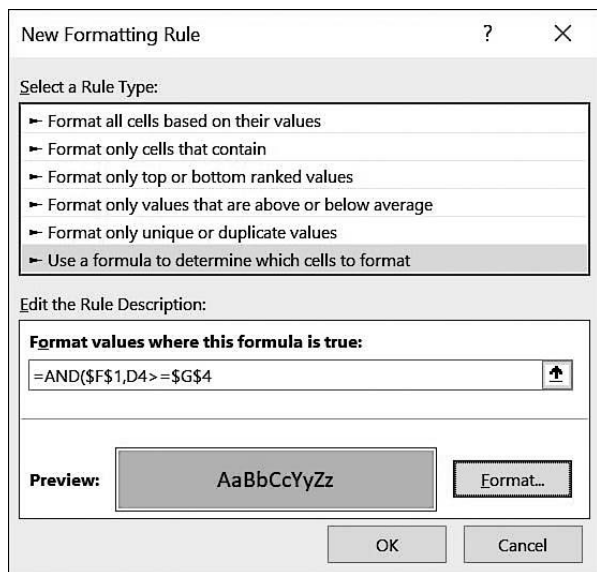 New Formatting Rule ?
Select a Rule Type:
► Format all cells based on their values
► Format only cells that contain
► Format only top or bottom ranked values
► Format only values that are above or below average
► Format only unique or duplicate values
► Use a formula to determine which cells to format
Edit the Rule Description:
Format values where this formula is true:
=AND($F$1,D4>=$G$4
Preview: AaBbCcYyZz Format...
OK Cancel